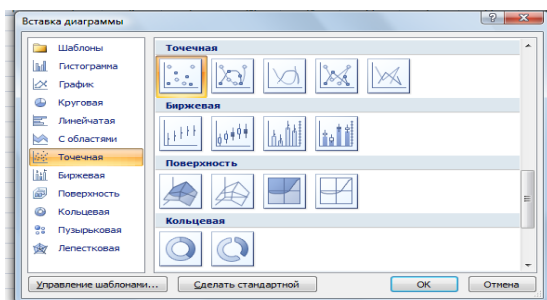 Вставка диаграммы
Шаблоны
Гистограмма
График
Круговая
Линейчатая
С областями
Точечная
Биржевая
Поверхность
Кольцевая
Пузырьковая
Лепестковая
Точечная
Биржевая
Поверхность
Кольцевая
Управление шаблонами...
Сделать стандартной
ОК
Отмена